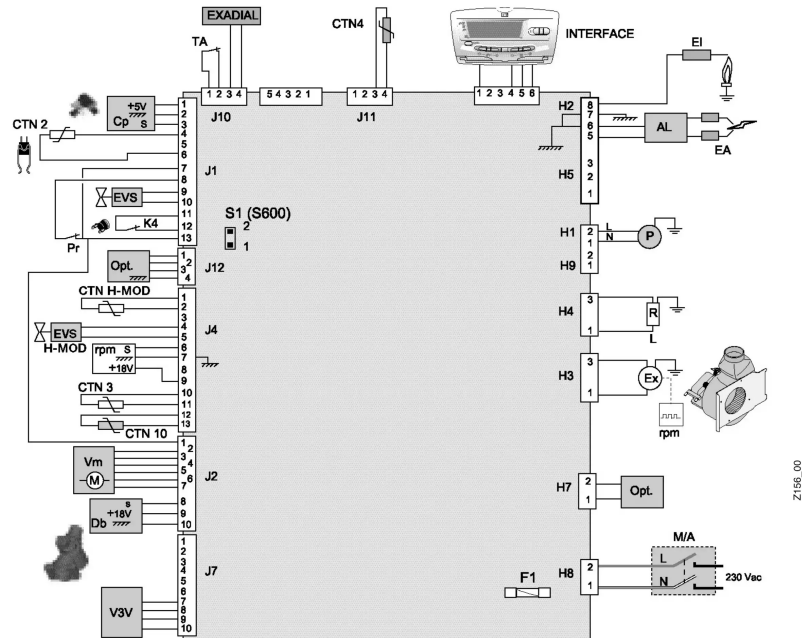 EXADIAL
TA
CTN4
INTERFACE
EI
1 2 3 4
5 4 3 2 1
1 2 3 4
1 2 3 4 5 6
J10
J11
H2
8
7
6
5
AL
EA
H5
3
2
1
+5V
Cp
S
CTN 2
1
2
3
4
5
6
7
8
9
10
11
12
13
J1
EVS
K4
Pr
S1 (S600)
2
1
H1
2
1
L
N
P
H9
2
1
Opt.
1
2
3
4
J12
CTN H-MOD
EVS
H-MOD
rpm
S
+18V
CTN 3
CTN 10
1
2
3
4
5
6
7
8
9
10
11
12
13
J4
H4
3
1
R
L
H3
3
1
Ex
rpm
Vm
M
S
+18V
Db
1
2
3
4
5
6
7
8
9
10
J2
H7
2
1
Opt.
V3V
1
2
3
4
5
6
7
8
9
10
J7
F1
H8
2
1
M/A
L
N
230 Vac
Z156_00